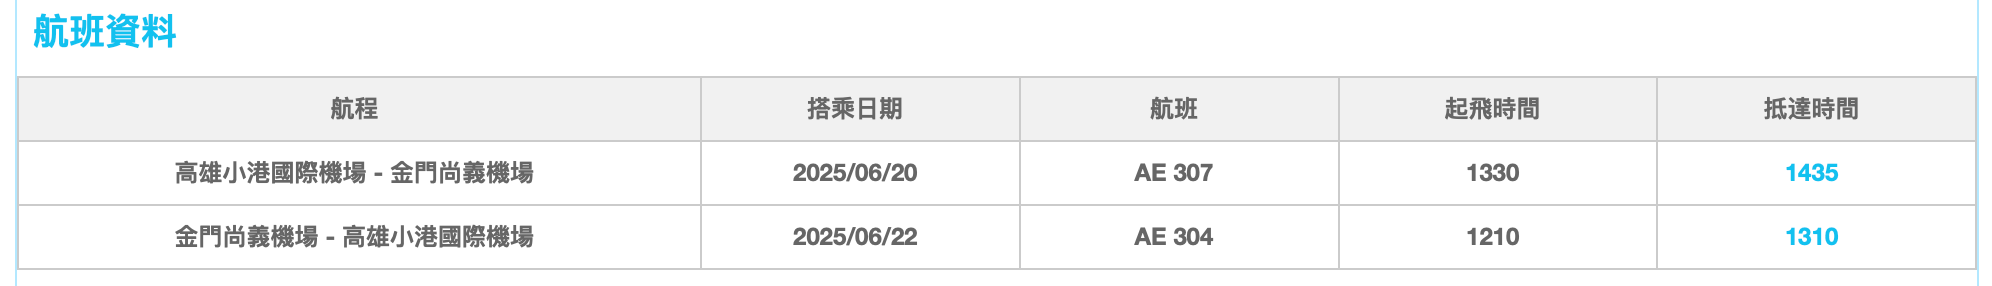 航班資料
航程 搭乘日期 航班 起飛時間 抵達時間
高雄小港國際機場 - 金門尚義機場 2025/06/20 AE 307 1330 1435
金門尚義機場 - 高雄小港國際機場 2025/06/22 AE 304 1210 1310